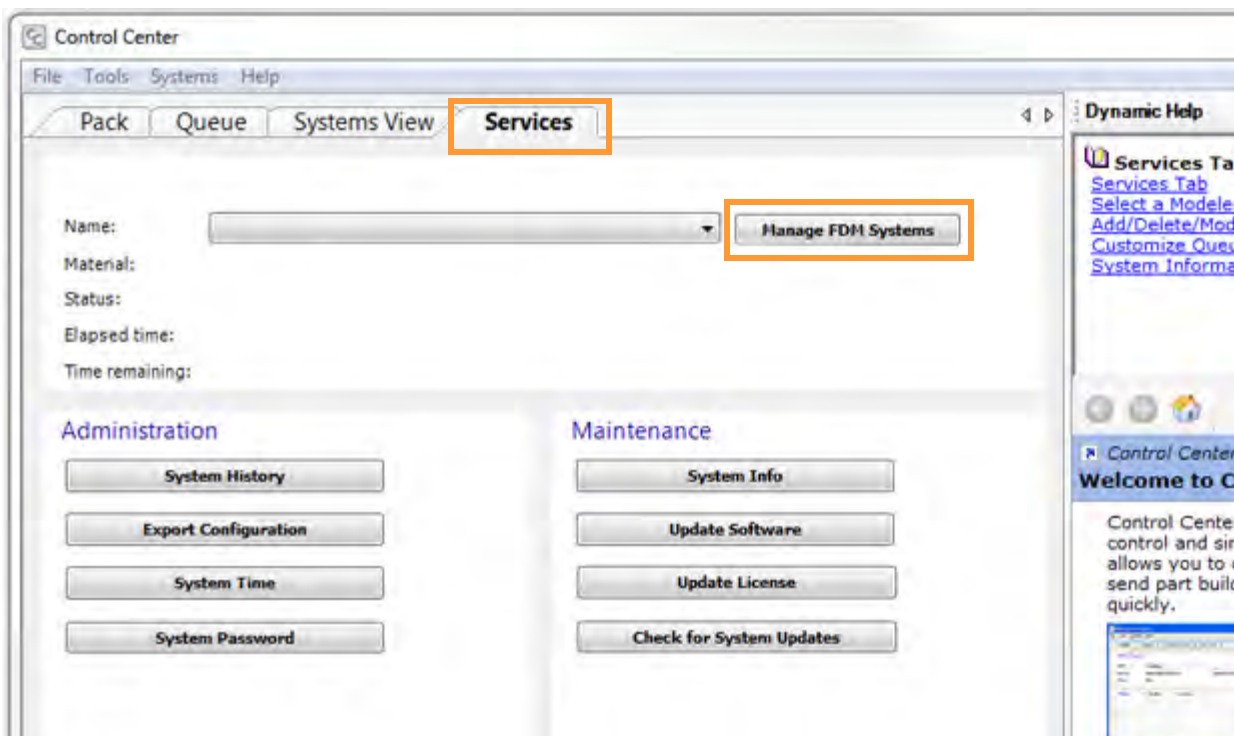 Control Center
File Tools Systems Help
Pack Queue Systems View Services
Name:
Manage FDM Systems
Material:
Status:
Elapsed time:
Time remaining:
Administration
System History
Export Configuration
System Time
System Password
Maintenance
System Info
Update Software
Update License
Check for System Updates
Dynamic Help
Services Ta
Services Tab
Select a Modele
Add/Delete/Mod
Customize Queu
System Informa
Control Center
Welcome to C
Control Cente
control and sim
allows you to
send part build
quickly.